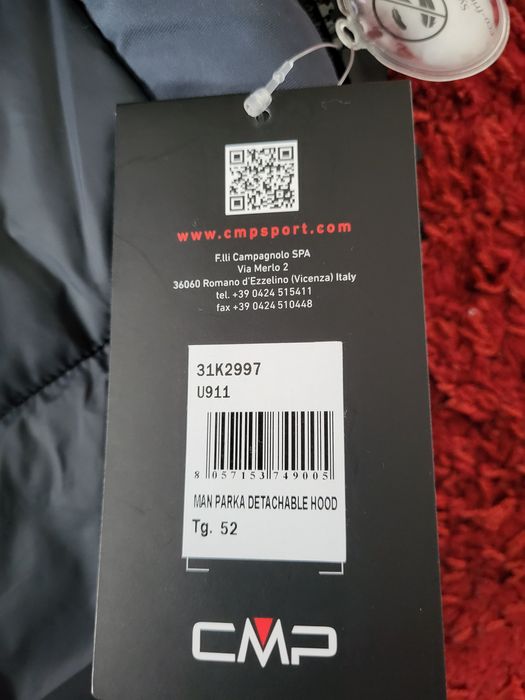 www.cmpsport.com
F.lli Campagnolo SPA
Via Merlo 2
36060 Romano d'Ezzelino (Vicenza) Italy
tel. +39 0424 515411
fax +39 0424 510448
31K2997
U911
8 057153 749005
MAN PARKA DETACHABLE HOOD
Tg. 52
CMP